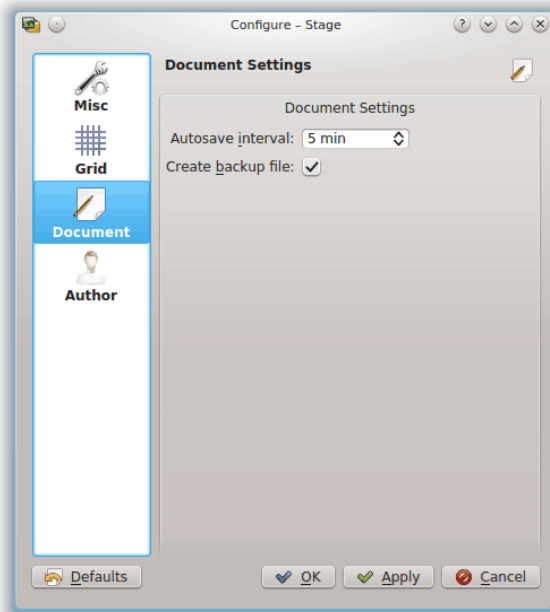 Configure – Stage
Misc
Grid
Document
Author
Document Settings
Document Settings
Autosave interval: 5 min
Create backup file:
Defaults
OK
Apply
Cancel